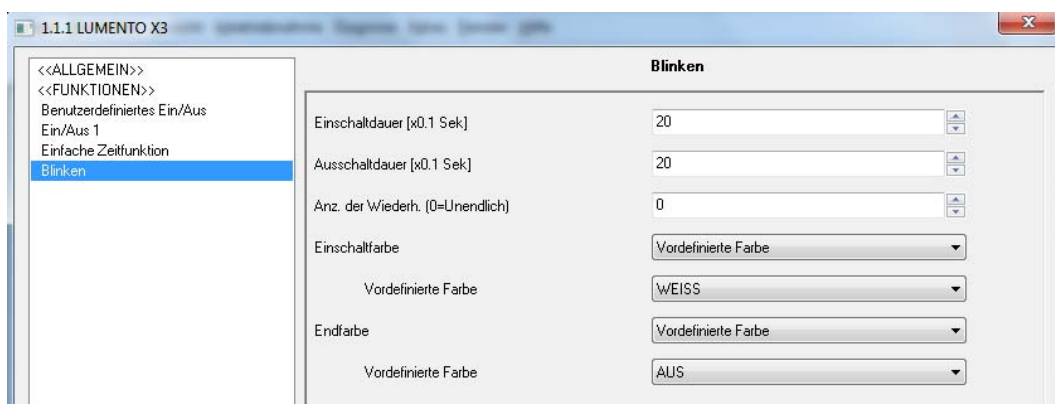 1.1.1 LUMENTO X3
<<ALLGEMEIN>>
<<FUNKTIONEN>>
Benutzerdefiniertes Ein/Aus
Ein/Aus 1
Einfache Zeitfunktion
Blinken
Blinken
Einschaltdauer [x0.1 Sek] 20
Ausschaltdauer [x0.1 Sek] 20
Anz. der Wiederh. (0=Unendlich) 0
Einschaltfarbe Vordefinierte Farbe
Vordefinierte Farbe WEISS
Endfarbe Vordefinierte Farbe
Vordefinierte Farbe AUS